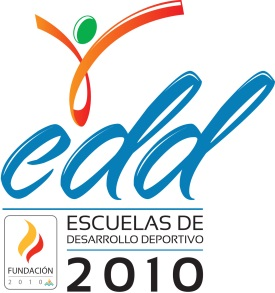 edd
ESCUELAS DE
DESARROLLO DEPORTIVO
2010
FUNDACIÓN
2010